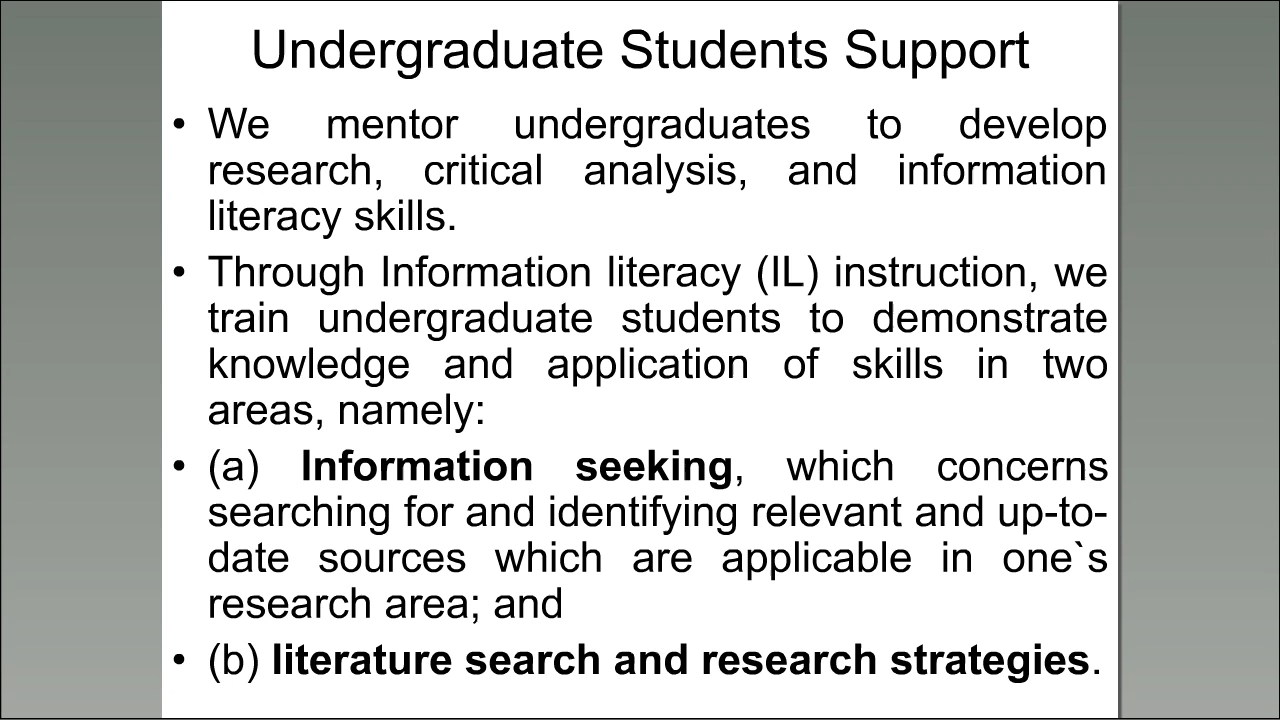 Undergraduate Students Support
• We mentor undergraduates to develop
research, critical analysis, and information
literacy skills.
• Through Information literacy (IL) instruction, we
train undergraduate students to demonstrate
knowledge and application of skills in two
areas, namely:
• (a) Information seeking, which concerns
searching for and identifying relevant and up-to-
date sources which are applicable in one`s
research area; and
• (b) literature search and research strategies.